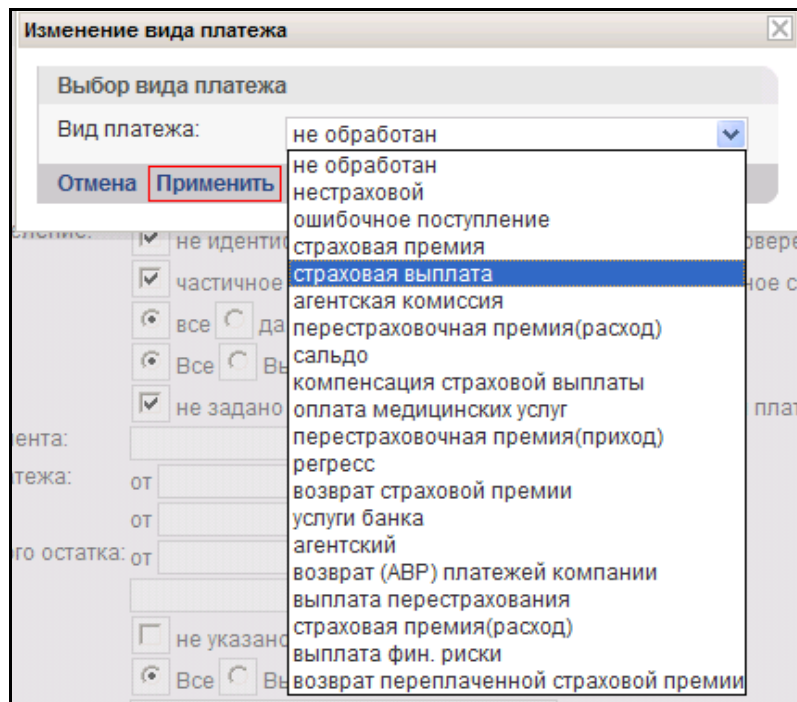 Изменение вида платежа
Выбор вида платежа
Вид платежа: не обработан
не обработан
Отмена Применить
нестраховой
ошибочное поступление
не страховая премия
частичное страховая выплата
агентская комиссия
все перестраховочная премия(расход)
сальдо
Все компенсация страховой выплаты
не задано оплата медицинских услуг
перестраховочная премия(приход)
регресс
от возврат страховой премии
от услуги банка
остатка: от агентский
возврат (АВР) платежей компании
выплата перестрахования
не указано страховая премия(расход)
выплата фин. риски
Все возврат переплаченной страховой премии